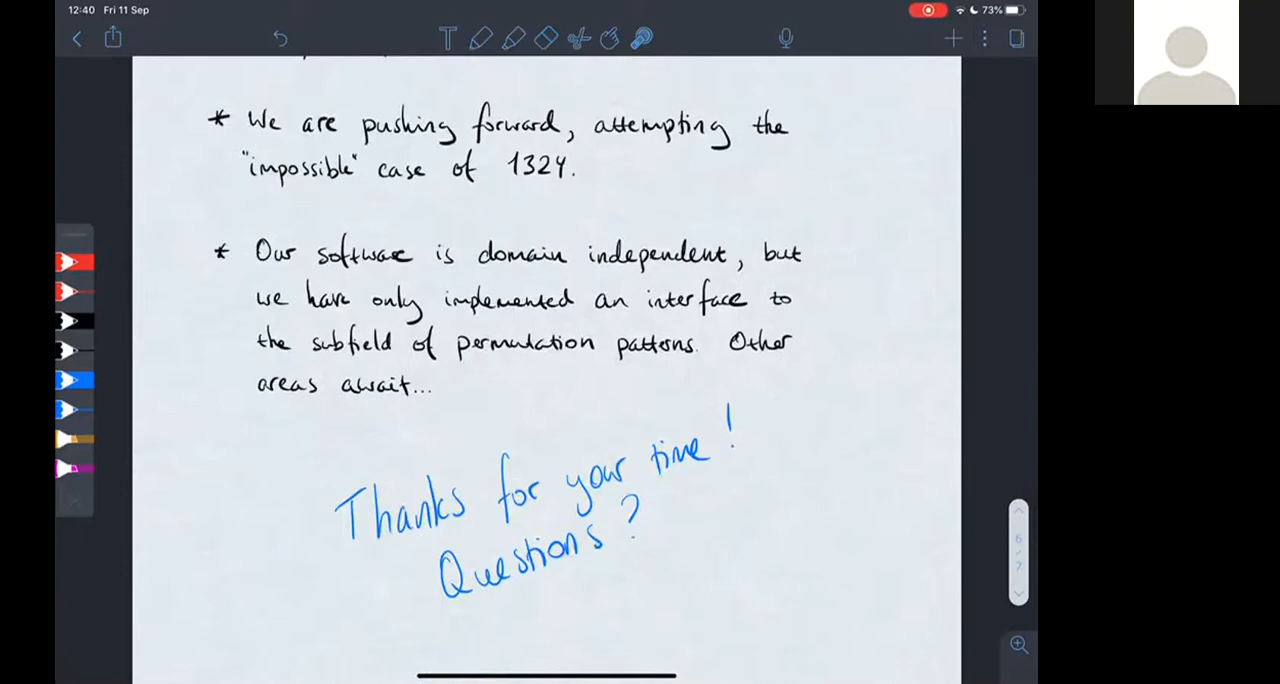 12:40 Fri 11 Sep
73%
* We are pushing forward, attempting the
"impossible" case of 1324.
* Our software is domain independent, but
we have only implemented an interface to
the subfield of permutation patterns. Other
areas await...
Thanks for your time!
Questions?
6
/
7